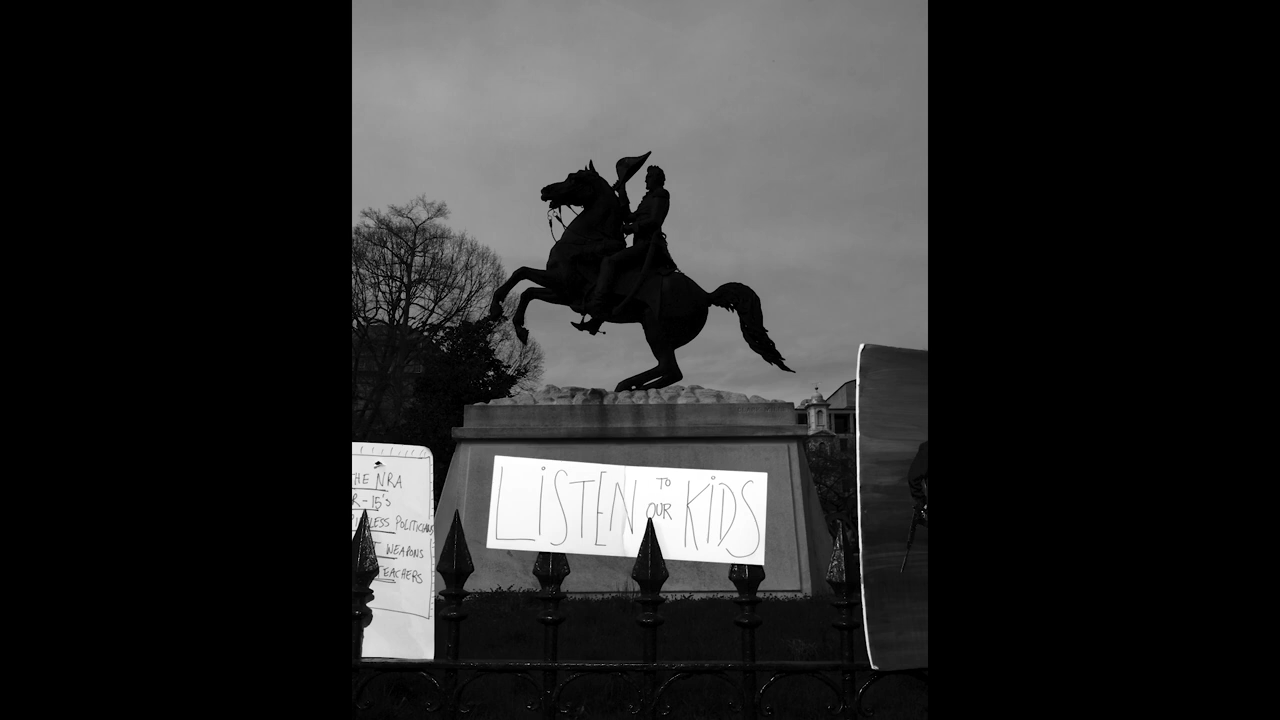 THE NRA
R-15's
LESS POLITICIANS
T WEAPONS
TEACHERS
LISTEN TO OUR KIDS